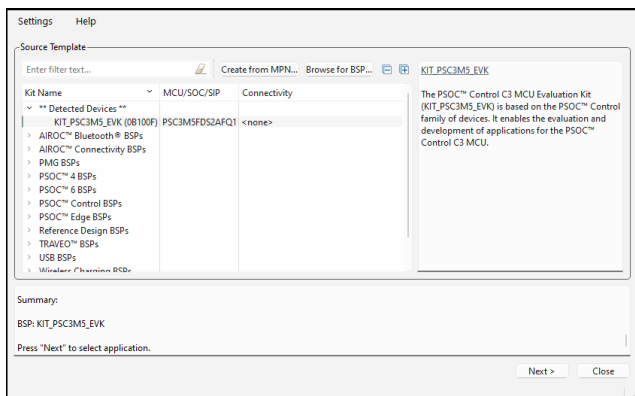 Settings Help
Source Template
Enter filter text... Create from MPN... Browse for BSP... KIT_PSC3M5_EVK
Kit Name MCU/SOC/SIP Connectivity
** Detected Devices **
KIT_PSC3M5_EVK (0B100F) PSC3M5FDS2AFQ1 <none>
AIROC™ Bluetooth® BSPs
AIROC™ Connectivity BSPs
PMG BSPs
PSOC™ 4 BSPs
PSOC™ 6 BSPs
PSOC™ Control BSPs
PSOC™ Edge BSPs
Reference Design BSPs
TRAVEO™ BSPs
USB BSPs
Wireless Charging BSPs
The PSOC™ Control C3 MCU Evaluation Kit
(KIT_PSC3M5_EVK) is based on the PSOC™ Control
family of devices. It enables the evaluation and
development of applications for the PSOC™
Control C3 MCU.
Summary:
BSP: KIT_PSC3M5_EVK
Press "Next" to select application.
Next > Close